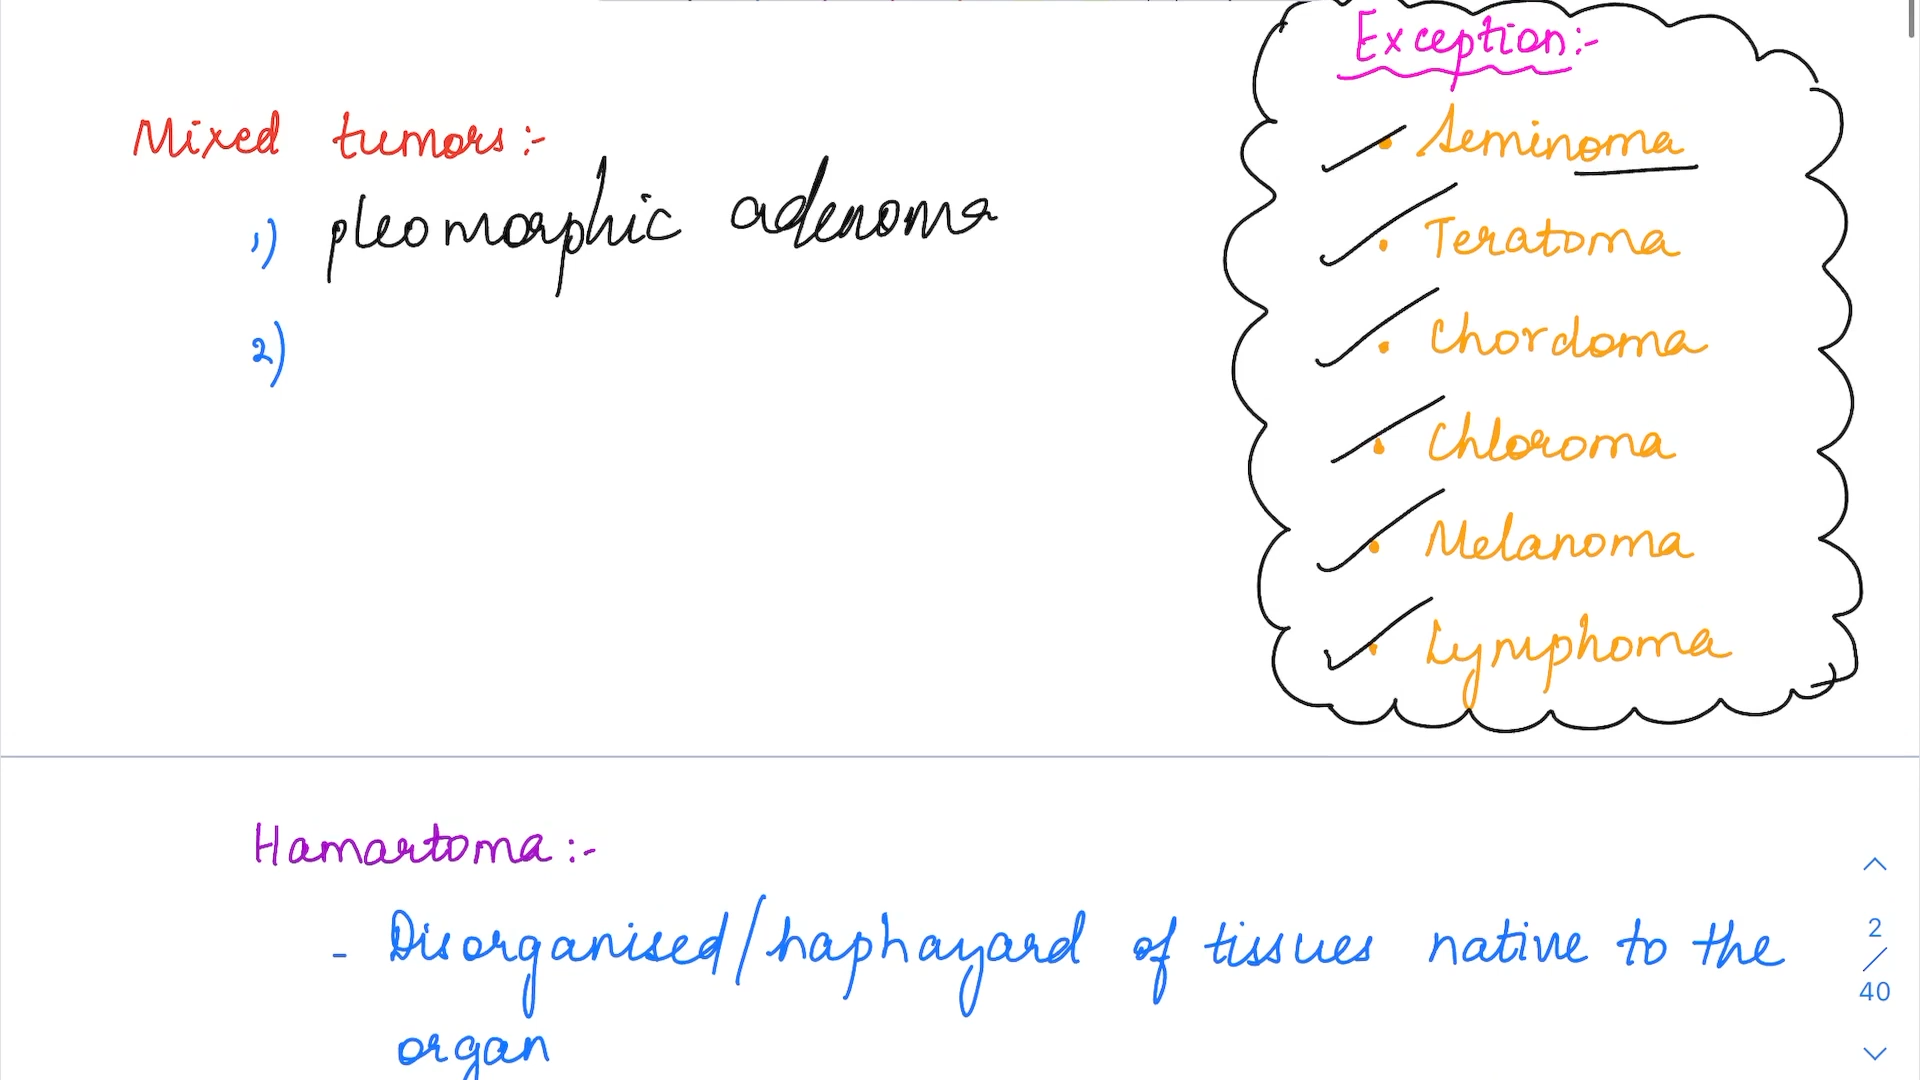 Mixed tumors:-
1) pleomorphic adenoma
2)
Exception:-
• Seminoma
• Teratoma
• Chordoma
• Chloroma
• Melanoma
• Lymphoma
Hamartoma:-
- Disorganised/haphayard of tissues native to the
organ
2
/
40